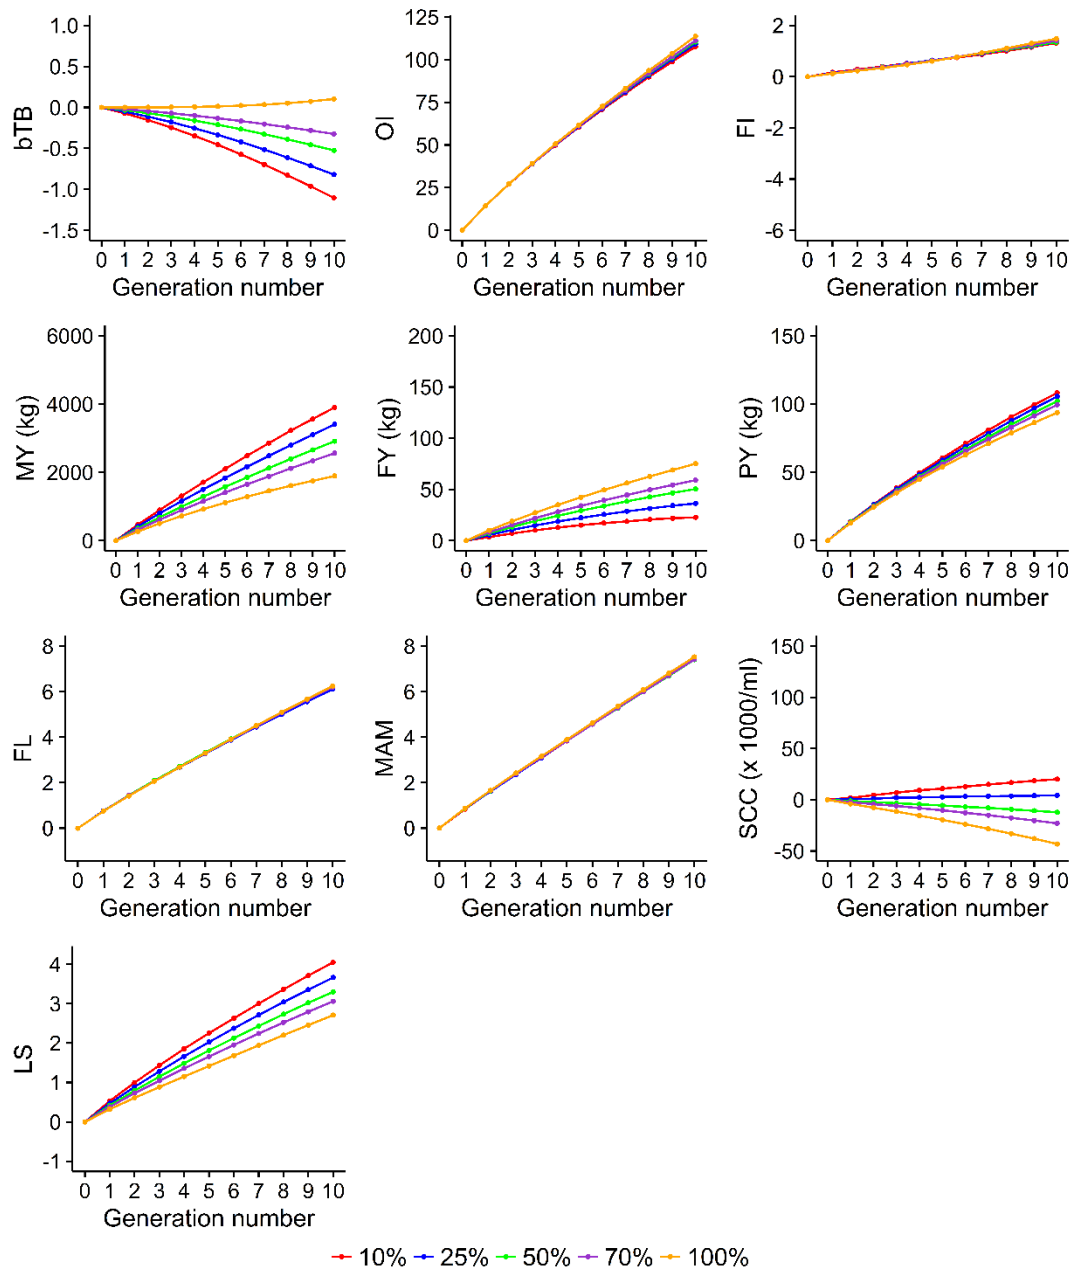 1.0
0.5
0.0
-0.5
-1.0
-1.5
bTB
0 1 2 3 4 5 6 7 8 9 10
Generation number
125
100
75
50
25
0
OI
0 1 2 3 4 5 6 7 8 9 10
Generation number
2
0
-2
-4
-6
FI
0 1 2 3 4 5 6 7 8 9 10
Generation number
6000
4000
2000
0
MY (kg)
0 1 2 3 4 5 6 7 8 9 10
Generation number
200
150
100
50
0
FY (kg)
0 1 2 3 4 5 6 7 8 9 10
Generation number
150
100
50
0
PY (kg)
0 1 2 3 4 5 6 7 8 9 10
Generation number
8
6
4
2
0
FL
0 1 2 3 4 5 6 7 8 9 10
Generation number
8
6
4
2
0
MAM
0 1 2 3 4 5 6 7 8 9 10
Generation number
150
100
50
0
-50
SCC (x 1000/ml)
0 1 2 3 4 5 6 7 8 9 10
Generation number
4
3
2
1
0
-1
LS
0 1 2 3 4 5 6 7 8 9 10
Generation number
10% 25% 50% 70% 100%